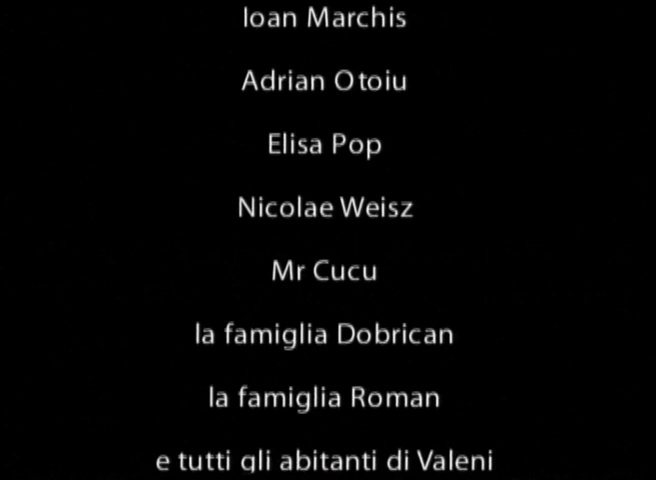 Ioan Marchis
Adrian Otoiu
Elisa Pop
Nicolae Weisz
Mr Cucu
la famiglia Dobrican
la famiglia Roman
e tutti gli abitanti di Valeni